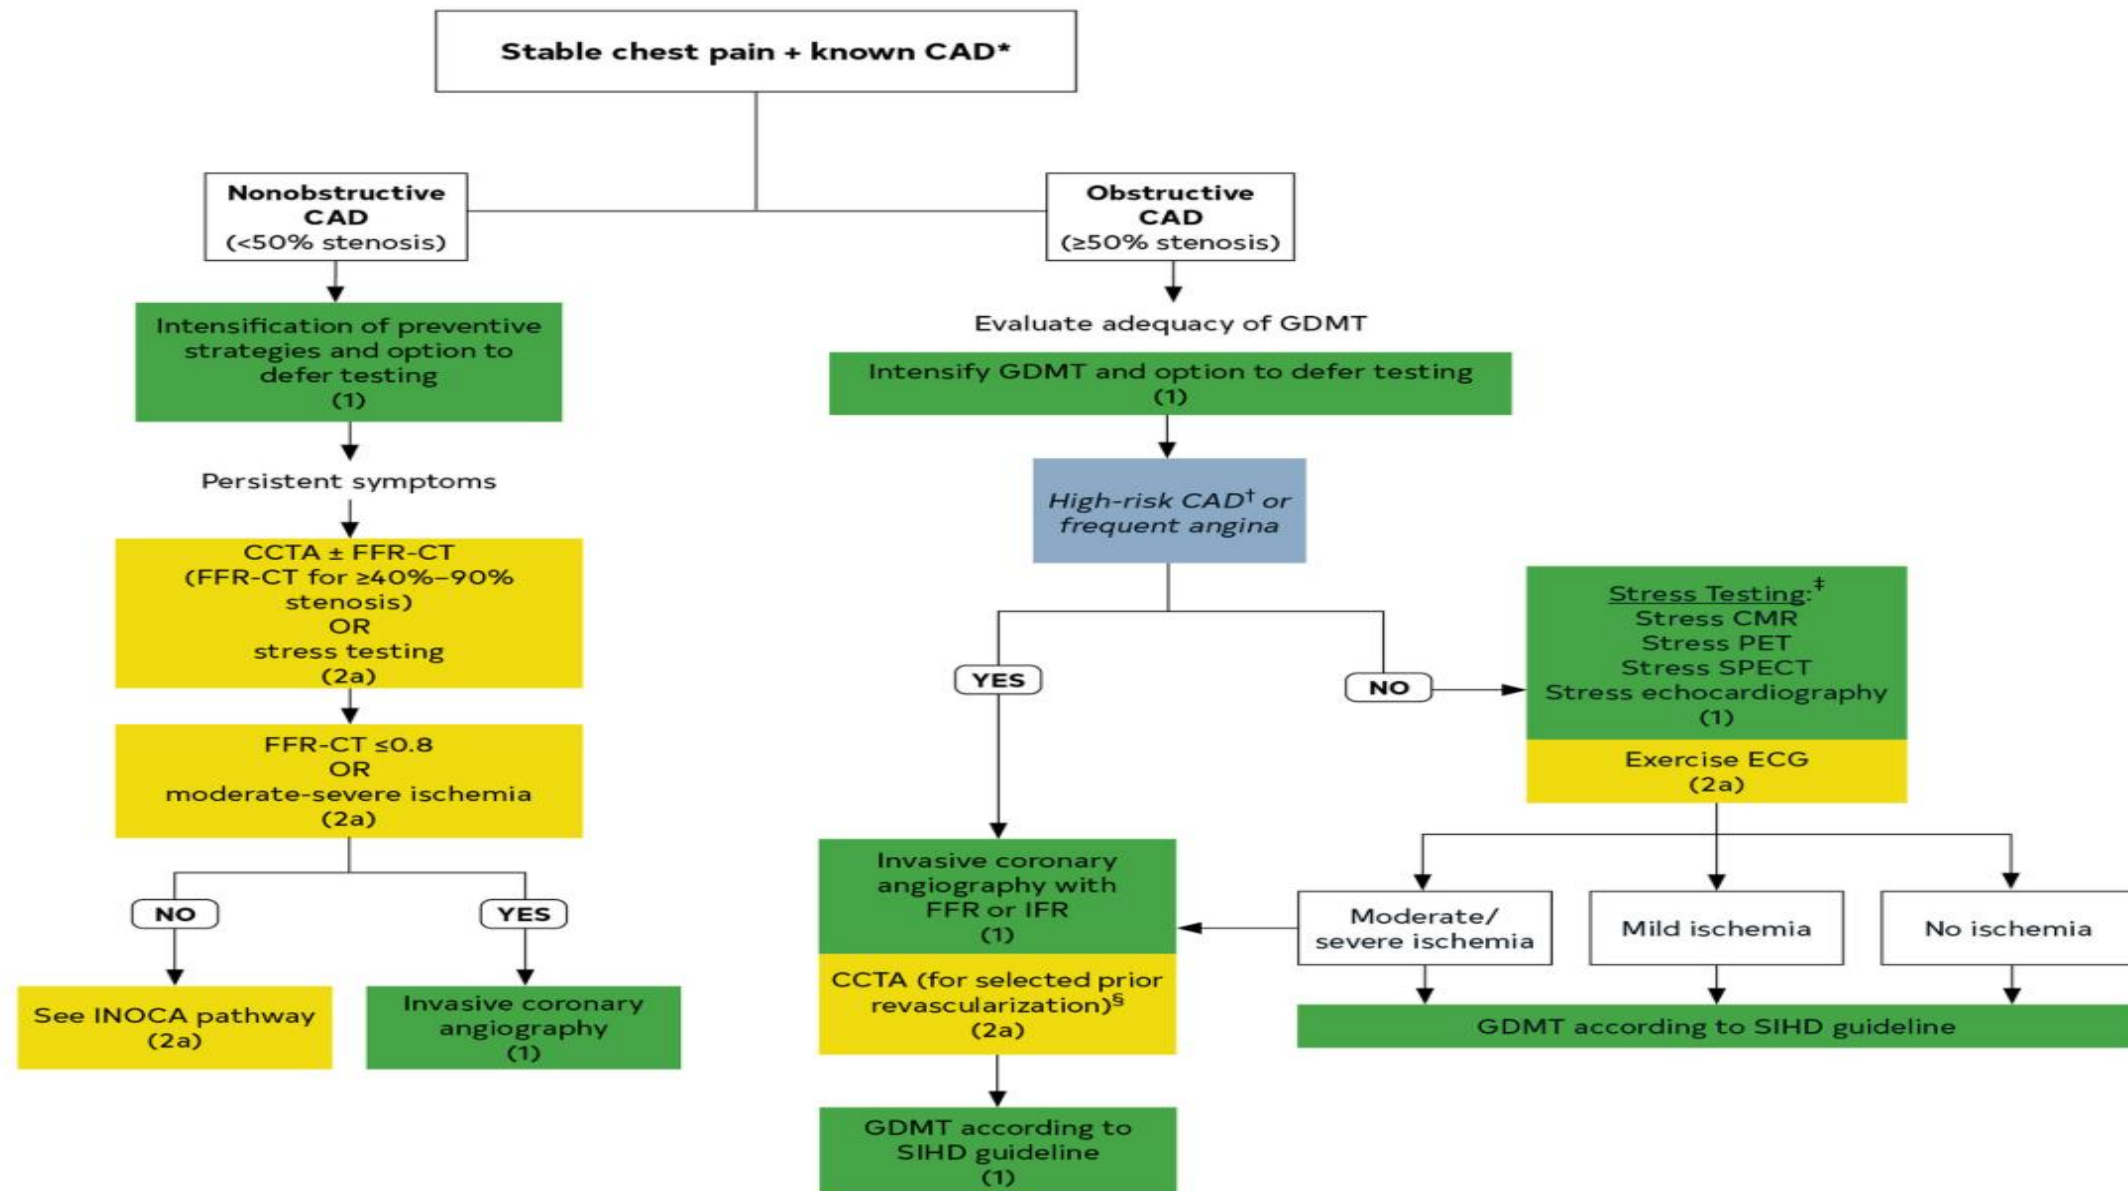 Stable chest pain + known CAD*
Nonobstructive
CAD
(<50% stenosis)
Obstructive
CAD
(≥50% stenosis)
Intensification of preventive
strategies and option to
defer testing
(1)
Evaluate adequacy of GDMT
Intensify GDMT and option to defer testing
(1)
Persistent symptoms
High-risk CAD† or
frequent angina
CCTA ± FFR-CT
(FFR-CT for ≥40%–90%
stenosis)
OR
stress testing
(2a)
Stress Testing:‡
Stress CMR
Stress PET
Stress SPECT
Stress echocardiography
(1)
YES
NO
FFR-CT ≤0.8
OR
moderate-severe ischemia
(2a)
Exercise ECG
(2a)
NO
YES
Invasive coronary
angiography with
FFR or IFR
(1)
Moderate/
severe ischemia
Mild ischemia
No ischemia
CCTA (for selected prior
revascularization)§
(2a)
See INOCA pathway
(2a)
Invasive coronary
angiography
(1)
GDMT according to SIHD guideline
GDMT according to
SIHD guideline
(1)